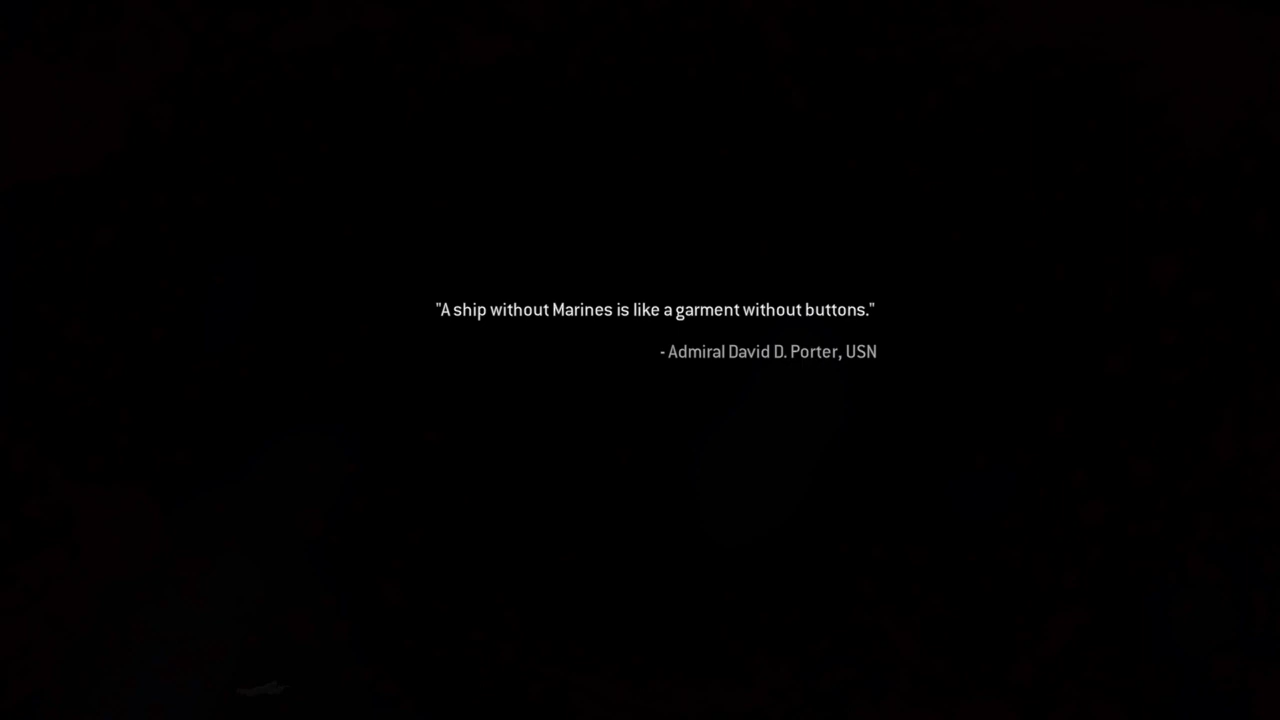 "A ship without Marines is like a garment without buttons."
- Admiral David D. Porter, USN